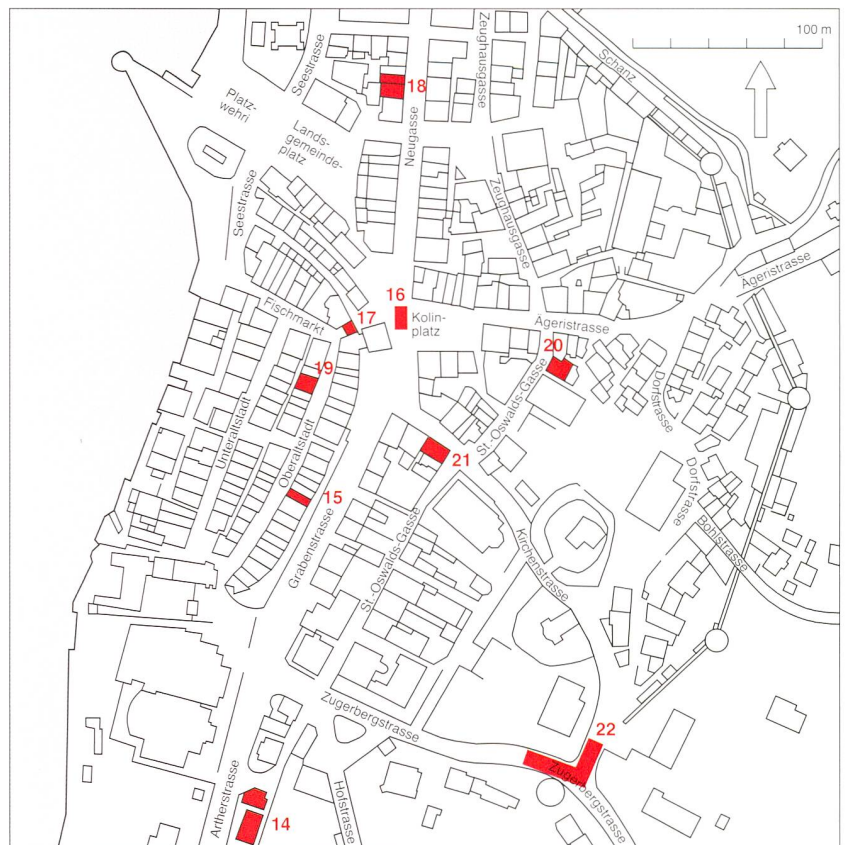 100 m
Schanz
Zeughausgasse
Seestrasse
Platz-
wehri
18
Lands-
gemeinde-
platz
Neugasse
Zeughausgasse
Seestrasse
Ägeristrasse
16
Fischmarkt
17
Kolin-
platz
Ägeristrasse
20
19
Dorfstrasse
St.-Oswalds-Gasse
Unteraltstadt
Oberaltstadt
21
15
Dorfstrasse
Grabenstrasse
St.-Oswalds-Gasse
Kirchenstrasse
Bohlstrasse
Zugerbergstrasse
22
Zugerbergstrasse
Artherstrasse
Hofstrasse
14